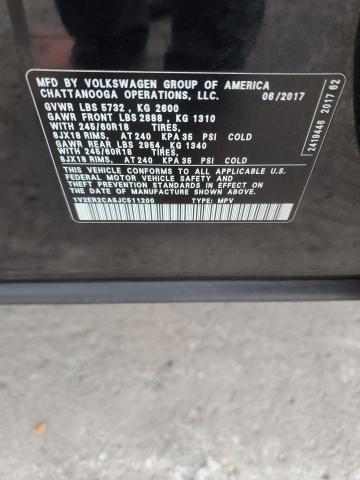 MFD BY VOLKSWAGEN GROUP OF AMERICA
CHATTANOOGA OPERATIONS, LLC. 06/2017
GVWR LBS 5732 , KG 2600
GAWR FRONT LBS 2888 , KG 1310
WITH 245/60R18 TIRES,
8JX18 RIMS, AT 240 KPA 35 PSI COLD
GAWR REAR LBS 2954, KG 1340
WITH 245/60R18 TIRES,
8JX18 RIMS, AT 240 KPA 35 PSI COLD
THIS VEHICLE CONFORMS TO ALL APPLICABLE U.S.
FEDERAL MOTOR VEHICLE SAFETY STANDARDS
IN EFFECT ON THE DATE OF
MANUFACTURE SHOWN ABOVE.
1V2ER2CA5JC511200 TYPE: MPV
2419446 2017 62